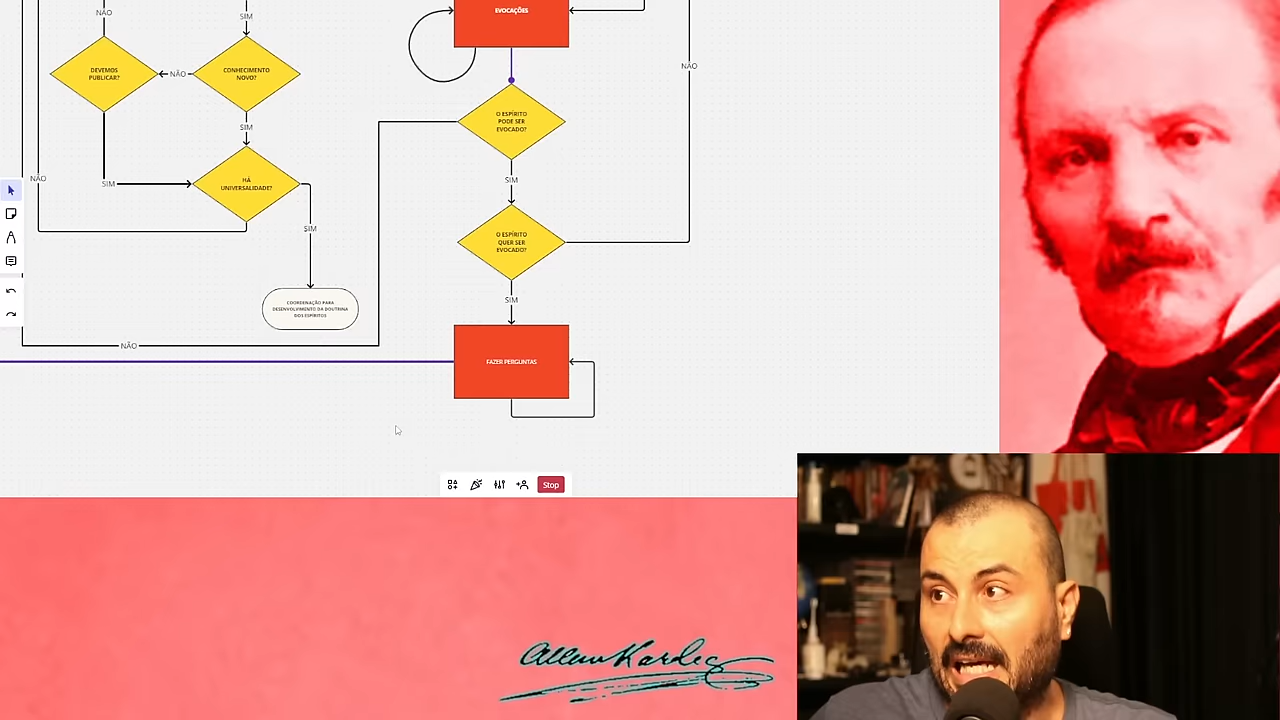 NÃO
SIM
EVOCAÇÕES
NÃO
DEVEMOS
PUBLICAR?
NÃO
CONHECIMENTO
NOVO?
O ESPÍRITO
PODE SER
EVOCADO?
SIM
NÃO
SIM
HÁ
UNIVERSALIDADE?
SIM
SIM
O ESPÍRITO
QUER SER
EVOCADO?
COORDENAÇÃO PARA
DESENVOLVIMENTO DA DOUTRINA
DOS ESPÍRITOS
SIM
NÃO
FAZER PERGUNTAS
Stop
Allan Kardec